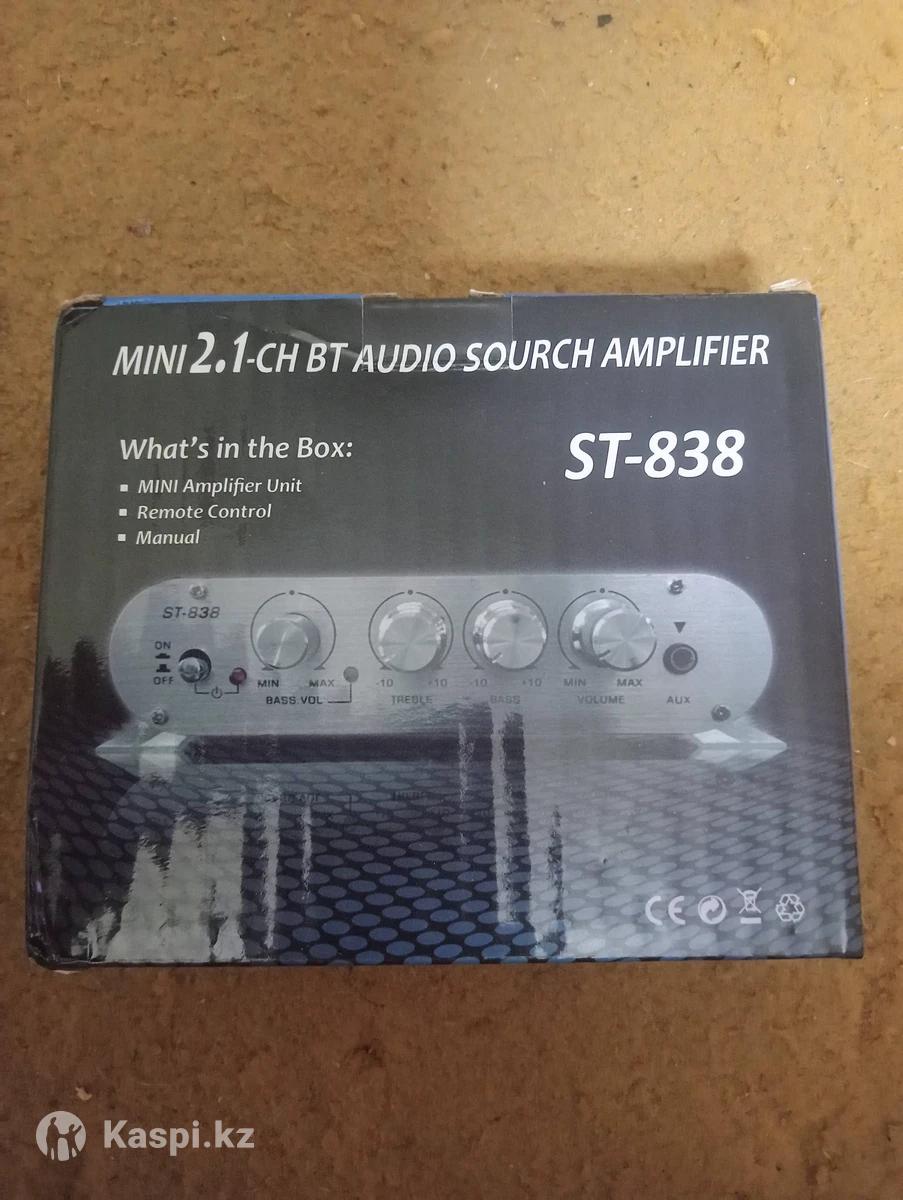 MINI 2.1-CH BT AUDIO SOURCH AMPLIFIER
ST-838
What's in the Box:
▪ MINI Amplifier Unit
▪ Remote Control
▪ Manual
ST-838
ON
OFF
MIN MAX
BASS VOL
-10 +10
TREBLE
-10 +10
BASS
MIN MAX
VOLUME
AUX
CE
Kaspi.kz